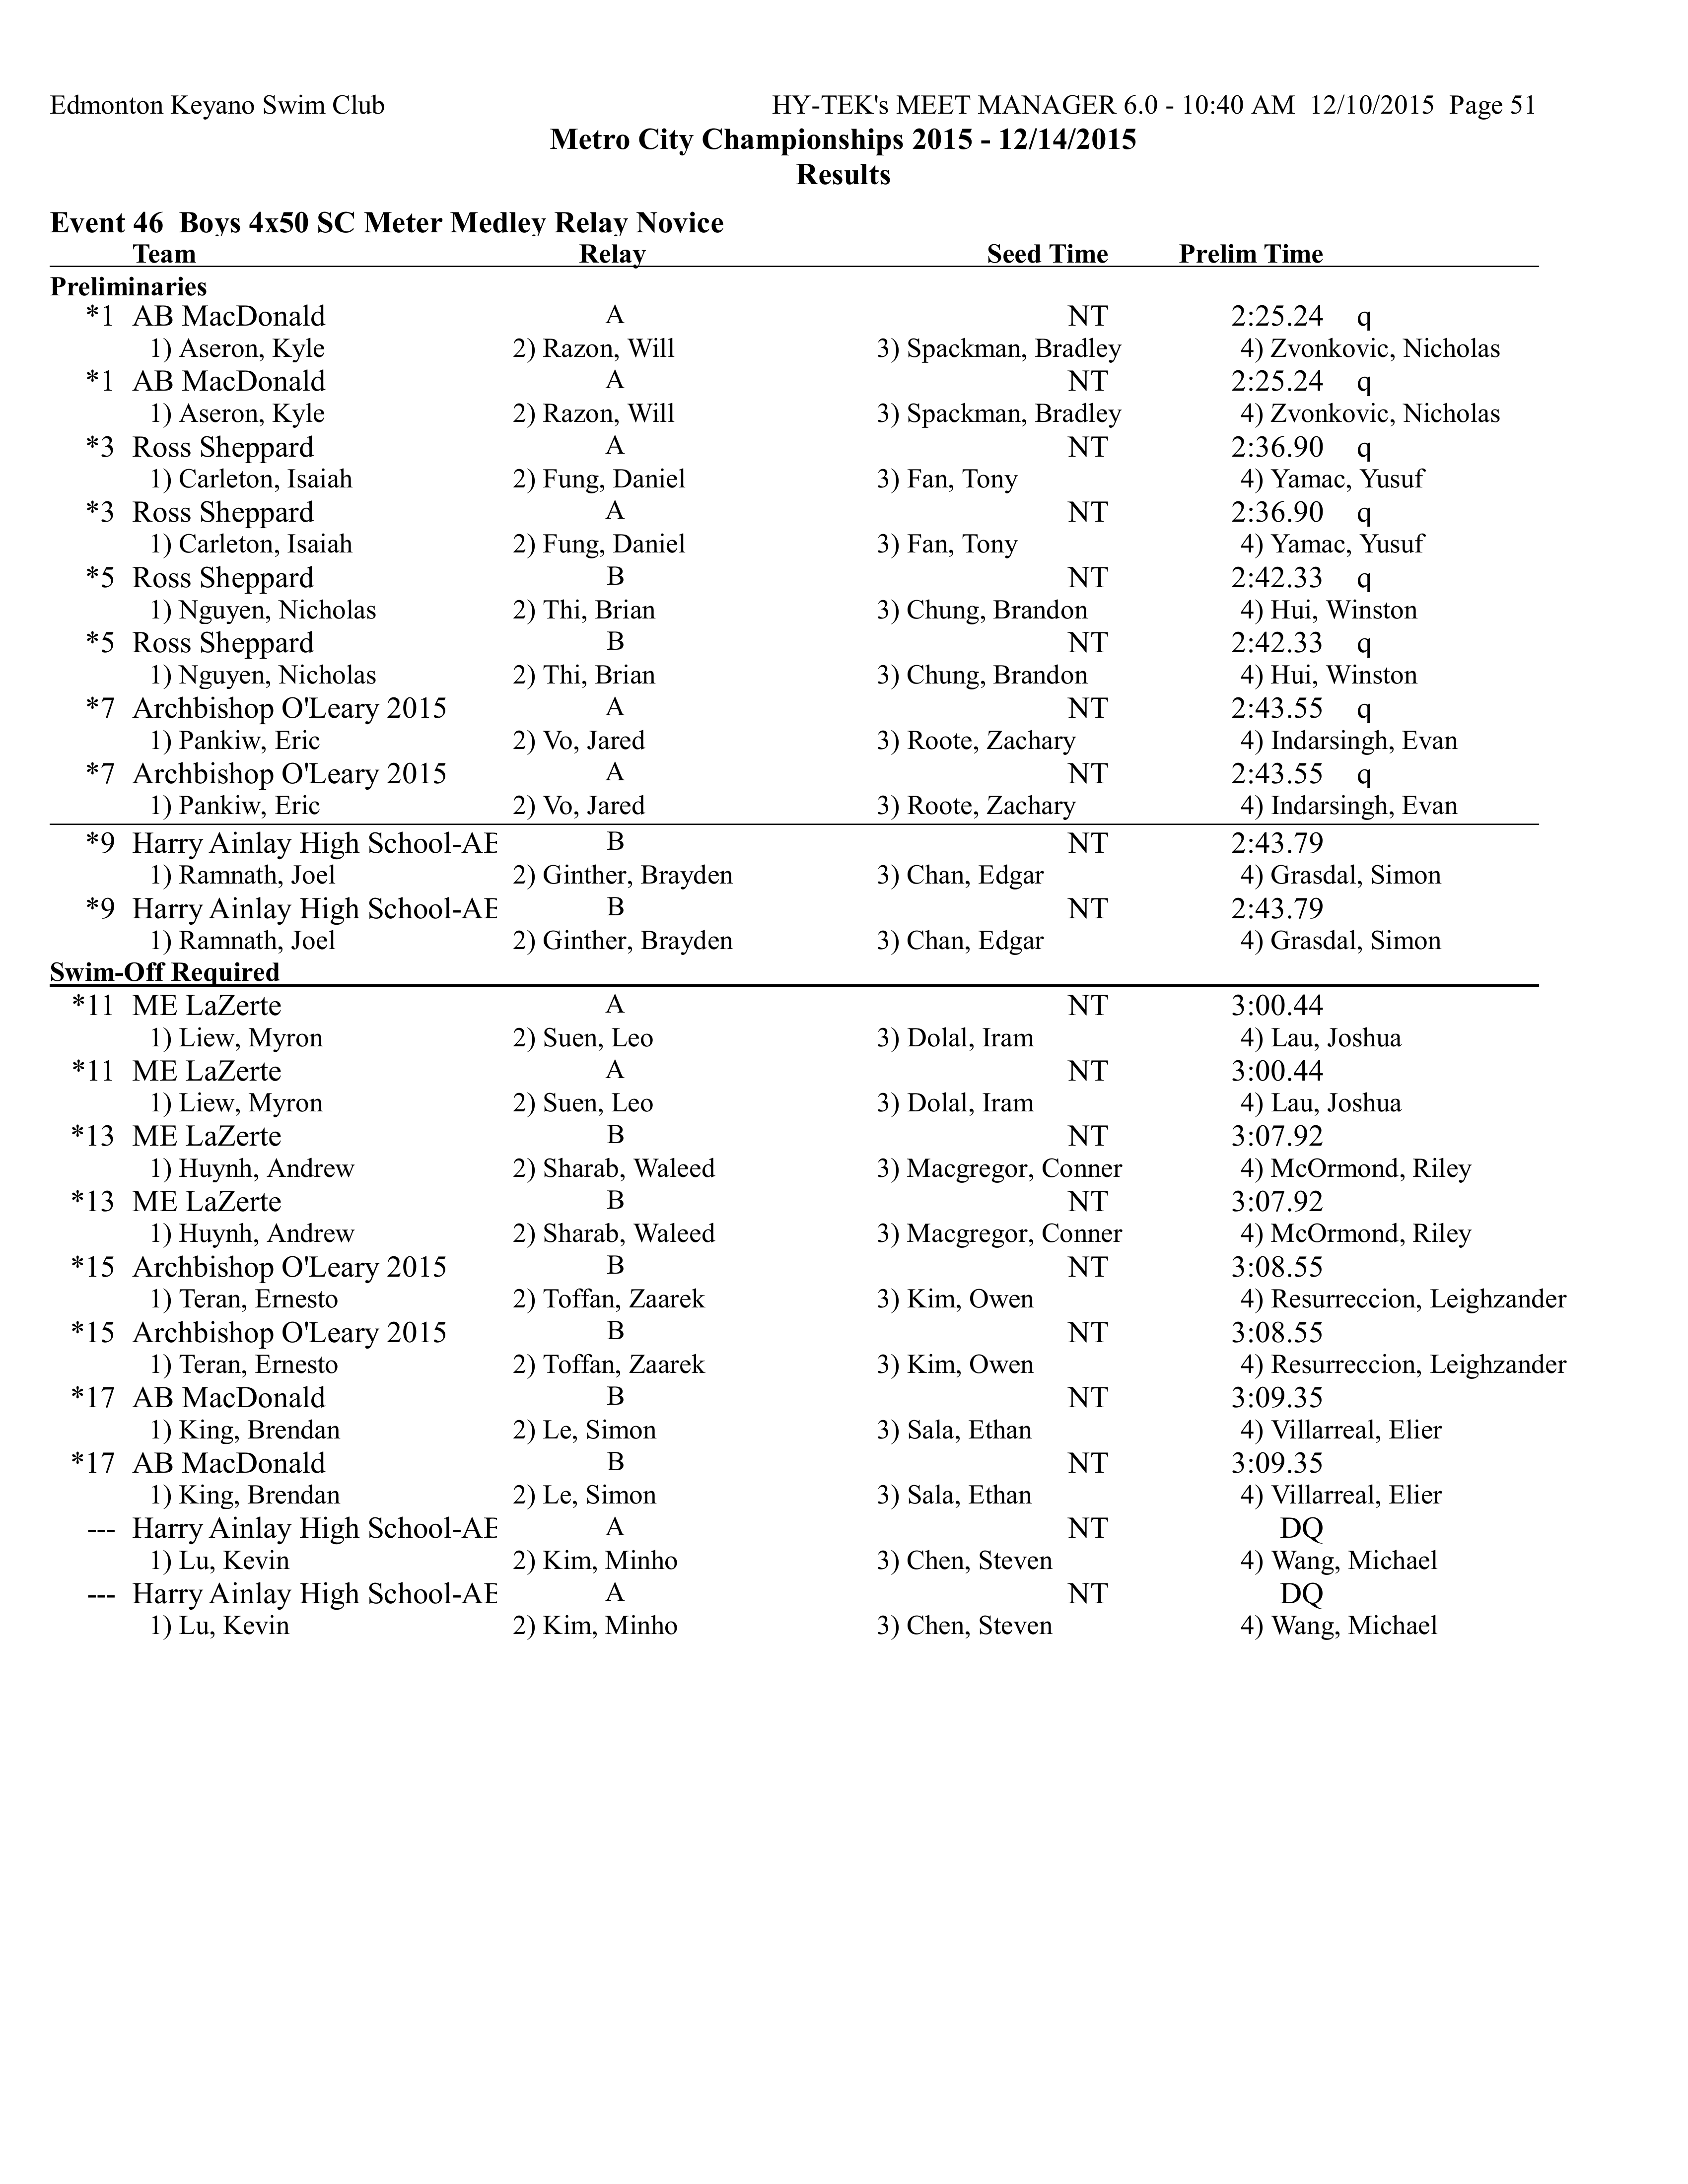 Edmonton Keyano Swim Club HY-TEK's MEET MANAGER 6.0 - 10:40 AM 12/10/2015 Page 51
Metro City Championships 2015 - 12/14/2015
Results
Event 46 Boys 4x50 SC Meter Medley Relay Novice
Team Relay Seed Time Prelim Time
Preliminaries
*1 AB MacDonald A NT 2:25.24 q
1) Aseron, Kyle 2) Razon, Will 3) Spackman, Bradley 4) Zvonkovic, Nicholas
*1 AB MacDonald A NT 2:25.24 q
1) Aseron, Kyle 2) Razon, Will 3) Spackman, Bradley 4) Zvonkovic, Nicholas
*3 Ross Sheppard A NT 2:36.90 q
1) Carleton, Isaiah 2) Fung, Daniel 3) Fan, Tony 4) Yamac, Yusuf
*3 Ross Sheppard A NT 2:36.90 q
1) Carleton, Isaiah 2) Fung, Daniel 3) Fan, Tony 4) Yamac, Yusuf
*5 Ross Sheppard B NT 2:42.33 q
1) Nguyen, Nicholas 2) Thi, Brian 3) Chung, Brandon 4) Hui, Winston
*5 Ross Sheppard B NT 2:42.33 q
1) Nguyen, Nicholas 2) Thi, Brian 3) Chung, Brandon 4) Hui, Winston
*7 Archbishop O'Leary 2015 A NT 2:43.55 q
1) Pankiw, Eric 2) Vo, Jared 3) Roote, Zachary 4) Indarsingh, Evan
*7 Archbishop O'Leary 2015 A NT 2:43.55 q
1) Pankiw, Eric 2) Vo, Jared 3) Roote, Zachary 4) Indarsingh, Evan
*9 Harry Ainlay High School-AB B NT 2:43.79
1) Ramnath, Joel 2) Ginther, Brayden 3) Chan, Edgar 4) Grasdal, Simon
*9 Harry Ainlay High School-AB B NT 2:43.79
1) Ramnath, Joel 2) Ginther, Brayden 3) Chan, Edgar 4) Grasdal, Simon
Swim-Off Required
*11 ME LaZerte A NT 3:00.44
1) Liew, Myron 2) Suen, Leo 3) Dolal, Iram 4) Lau, Joshua
*11 ME LaZerte A NT 3:00.44
1) Liew, Myron 2) Suen, Leo 3) Dolal, Iram 4) Lau, Joshua
*13 ME LaZerte B NT 3:07.92
1) Huynh, Andrew 2) Sharab, Waleed 3) Macgregor, Conner 4) McOrmond, Riley
*13 ME LaZerte B NT 3:07.92
1) Huynh, Andrew 2) Sharab, Waleed 3) Macgregor, Conner 4) McOrmond, Riley
*15 Archbishop O'Leary 2015 B NT 3:08.55
1) Teran, Ernesto 2) Toffan, Zaarek 3) Kim, Owen 4) Resurreccion, Leighzander
*15 Archbishop O'Leary 2015 B NT 3:08.55
1) Teran, Ernesto 2) Toffan, Zaarek 3) Kim, Owen 4) Resurreccion, Leighzander
*17 AB MacDonald B NT 3:09.35
1) King, Brendan 2) Le, Simon 3) Sala, Ethan 4) Villarreal, Elier
*17 AB MacDonald B NT 3:09.35
1) King, Brendan 2) Le, Simon 3) Sala, Ethan 4) Villarreal, Elier
--- Harry Ainlay High School-AB A NT DQ
1) Lu, Kevin 2) Kim, Minho 3) Chen, Steven 4) Wang, Michael
--- Harry Ainlay High School-AB A NT DQ
1) Lu, Kevin 2) Kim, Minho 3) Chen, Steven 4) Wang, Michael